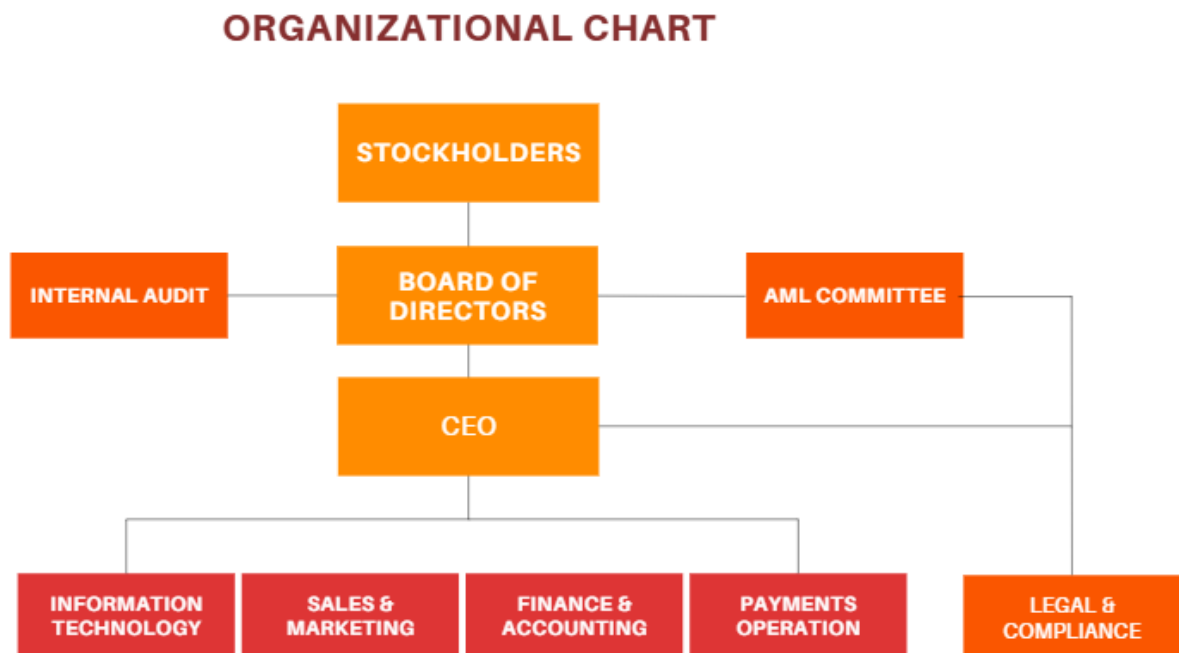 ORGANIZATIONAL CHART
STOCKHOLDERS
INTERNAL AUDIT
BOARD OF
DIRECTORS
AML COMMITTEE
CEO
INFORMATION
TECHNOLOGY
SALES &
MARKETING
FINANCE &
ACCOUNTING
PAYMENTS
OPERATION
LEGAL &
COMPLIANCE